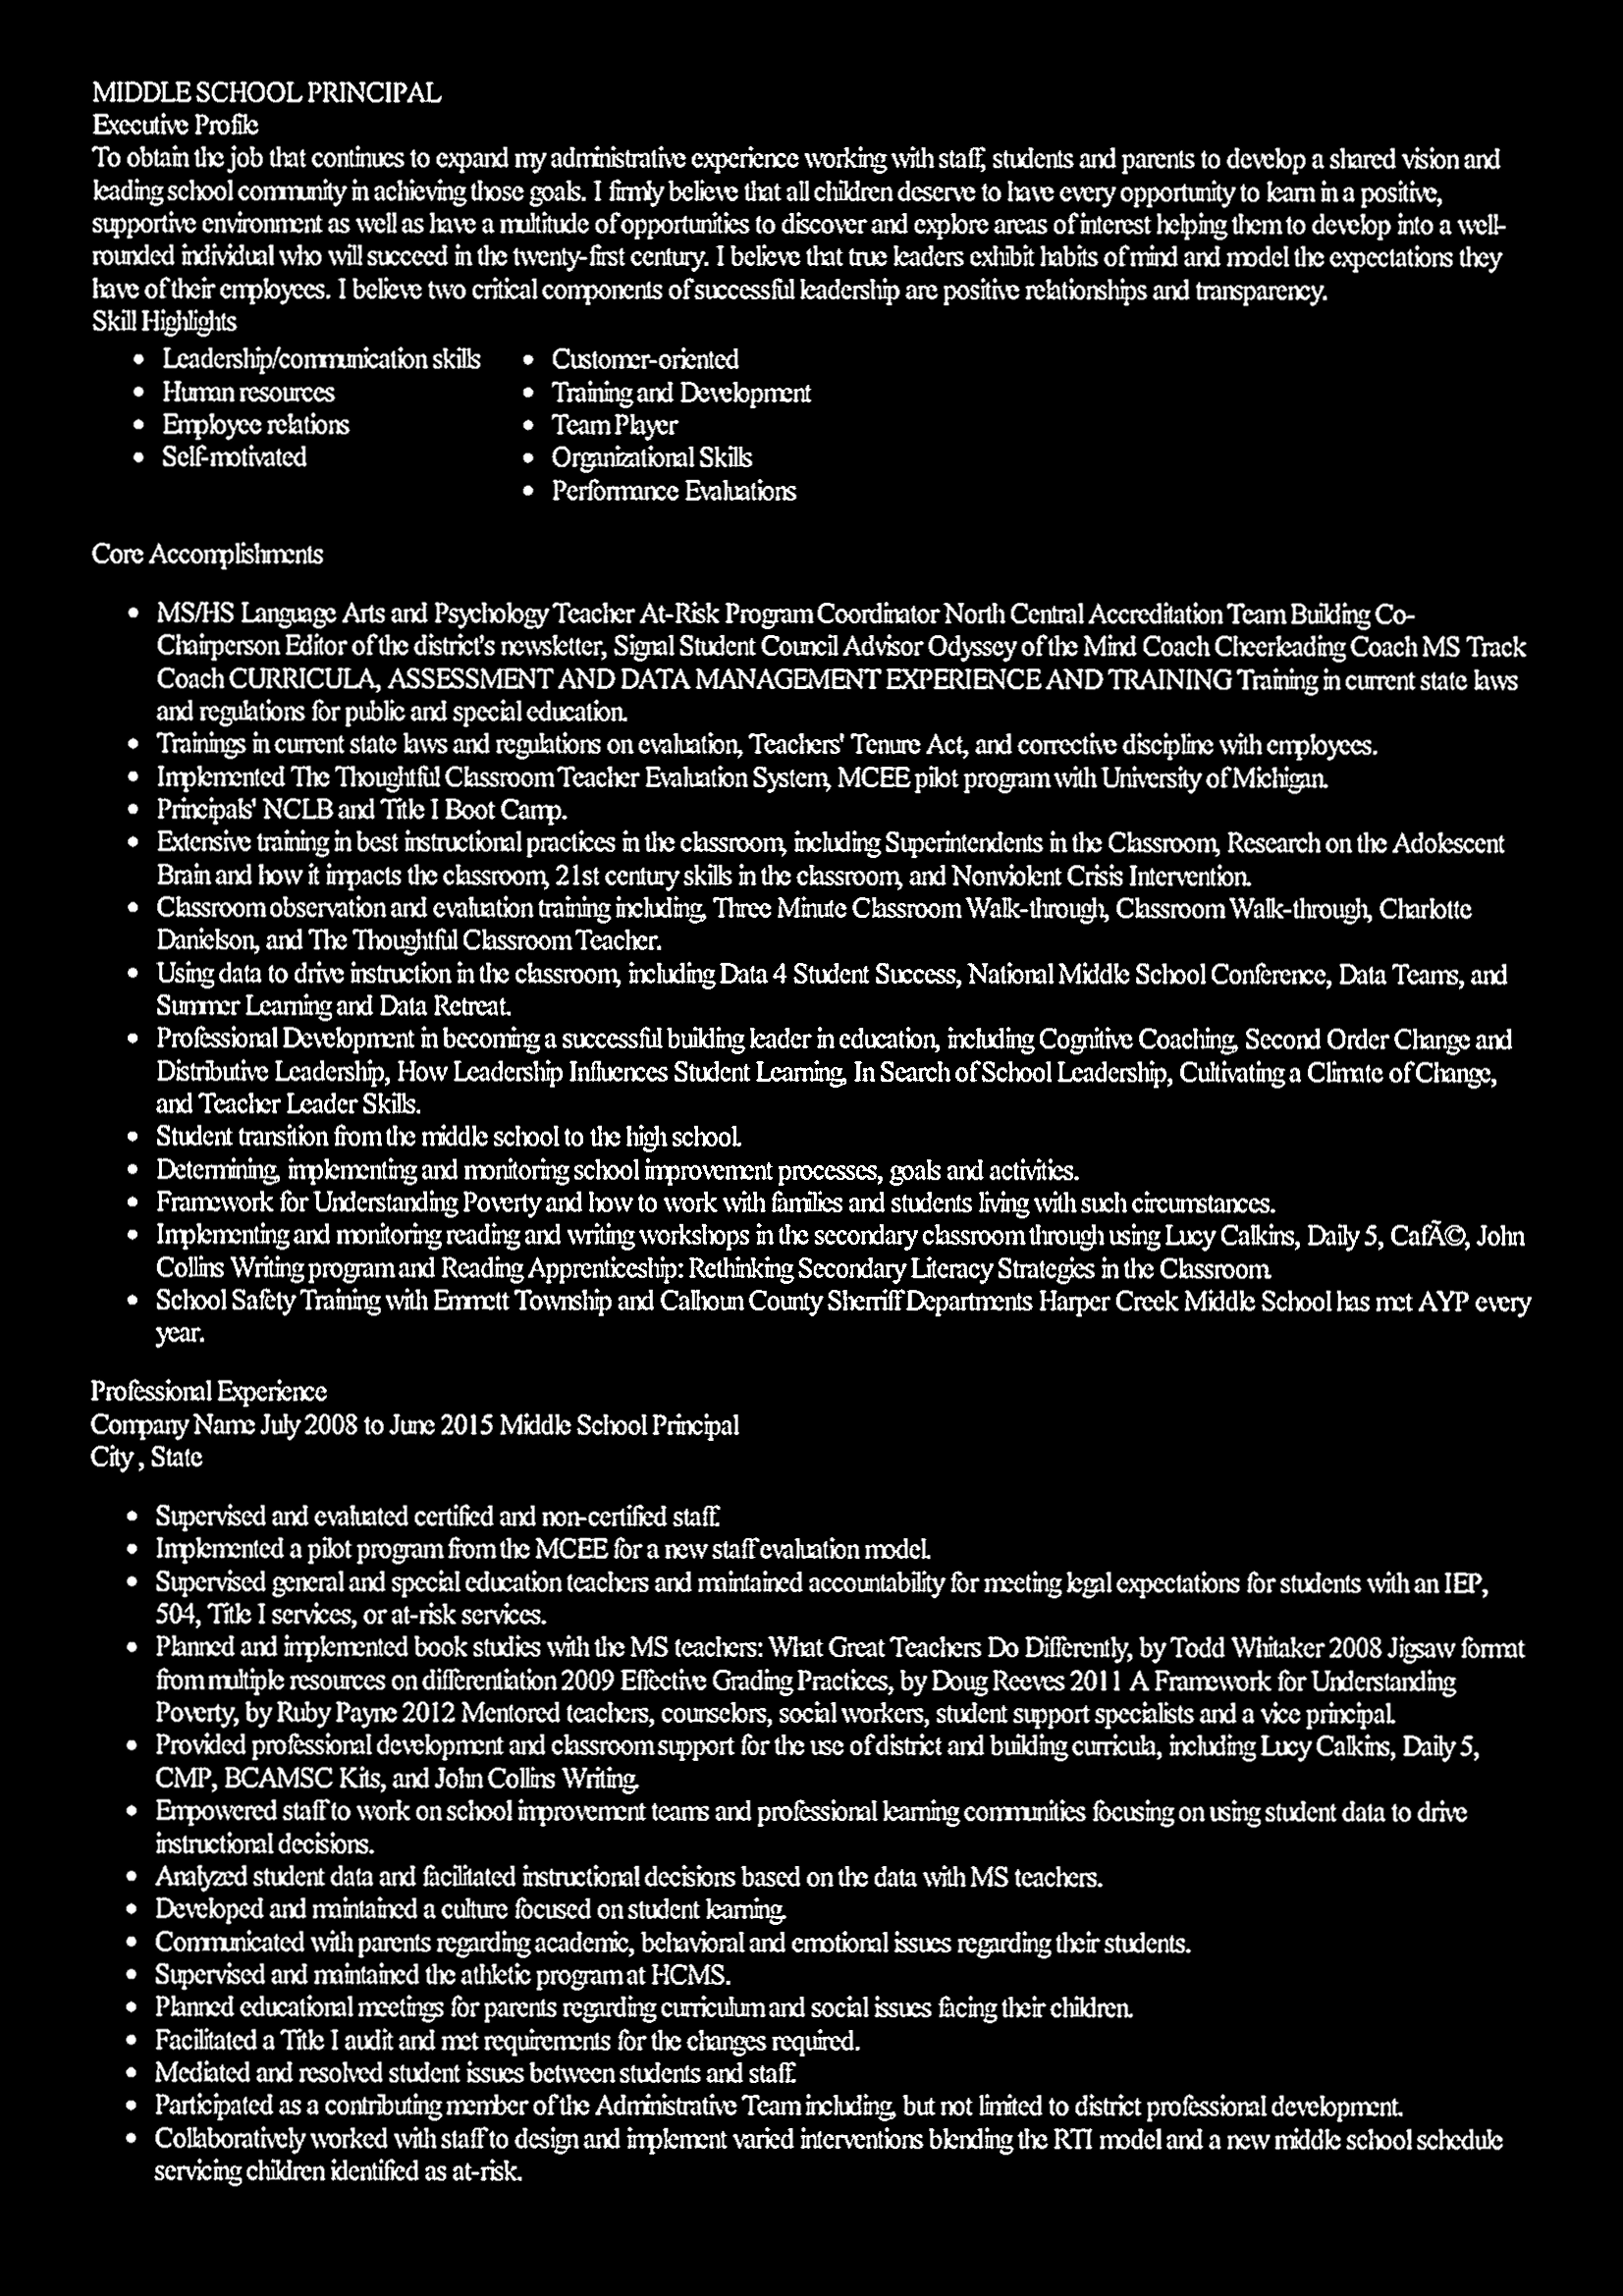 MIDDLE SCHOOL PRINCIPAL
Executive Profile
To obtain the job that continues to expand my administrative experience working with staff, students and parents to develop a shared vision and
leading school community in achieving those goals. I firmly believe that all children deserve to have every opportunity to learn in a positive,
supportive environment as well as have a multitude of opportunities to discover and explore areas of interest helping them to develop into a well-
rounded individual who will succeed in the twenty-first century. I believe that true leaders exhibit habits of mind and model the expectations they
have of their employees. I believe two critical components of successful leadership are positive relationships and transparency.
Skill Highlights
• Leadership/communication skills
• Human resources
• Employee relations
• Self-motivated
• Customer-oriented
• Training and Development
• Team Player
• Organizational Skills
• Performance Evaluations
Core Accomplishments
• MS/HS Language Arts and Psychology Teacher At-Risk Program Coordinator North Central Accreditation Team Building Co-
Chairperson Editor of the district's newsletter, Signal Student Council Advisor Odyssey of the Mind Coach Cheerleading Coach MS Track
Coach CURRICULA, ASSESSMENT AND DATA MANAGEMENT EXPERIENCE AND TRAINING Training in current state laws
and regulations for public and special education.
• Trainings in current state laws and regulations on evaluation, Teachers' Tenure Act, and corrective discipline with employees.
• Implemented The Thoughtful Classroom Teacher Evaluation System, MCEE pilot program with University of Michigan.
• Principals' NCLB and Title I Boot Camp.
• Extensive training in best instructional practices in the classroom, including Superintendents in the Classroom, Research on the Adolescent
Brain and how it impacts the classroom, 21st century skills in the classroom, and Nonviolent Crisis Intervention.
• Classroom observation and evaluation training including, Three Minute Classroom Walk-through, Classroom Walk-through, Charlotte
Danielson, and The Thoughtful Classroom Teacher.
• Using data to drive instruction in the classroom, including Data 4 Student Success, National Middle School Conference, Data Teams, and
Summer Learning and Data Retreat.
• Professional Development in becoming a successful building leader in education, including Cognitive Coaching, Second Order Change and
Distributive Leadership, How Leadership Influences Student Learning, In Search of School Leadership, Cultivating a Climate of Change,
and Teacher Leader Skills.
• Student transition from the middle school to the high school.
• Determining, implementing and monitoring school improvement processes, goals and activities.
• Framework for Understanding Poverty and how to work with families and students living with such circumstances.
• Implementing and monitoring reading and writing workshops in the secondary classroom through using Lucy Calkins, Daily 5, CafÃ©, John
Collins Writing program and Reading Apprenticeship: Rethinking Secondary Literacy Strategies in the Classroom.
• School Safety Training with Emmett Township and Calhoun County Sherriff Departments Harper Creek Middle School has met AYP every
year.
Professional Experience
Company Name July 2008 to June 2015 Middle School Principal
City , State
• Supervised and evaluated certified and non-certified staff.
• Implemented a pilot program from the MCEE for a new staff evaluation model.
• Supervised general and special education teachers and maintained accountability for meeting legal expectations for students with an IEP,
504, Title I services, or at-risk services.
• Planned and implemented book studies with the MS teachers: What Great Teachers Do Differently, by Todd Whitaker 2008 Jigsaw format
from multiple resources on differentiation 2009 Effective Grading Practices, by Doug Reeves 2011 A Framework for Understanding
Poverty, by Ruby Payne 2012 Mentored teachers, counselors, social workers, student support specialists and a vice principal.
• Provided professional development and classroom support for the use of district and building curricula, including Lucy Calkins, Daily 5,
CMP, BCAMSC Kits, and John Collins Writing.
• Empowered staff to work on school improvement teams and professional learning communities focusing on using student data to drive
instructional decisions.
• Analyzed student data and facilitated instructional decisions based on the data with MS teachers.
• Developed and maintained a culture focused on student learning.
• Communicated with parents regarding academic, behavioral and emotional issues regarding their students.
• Supervised and maintained the athletic program at HCMS.
• Planned educational meetings for parents regarding curriculum and social issues facing their children.
• Facilitated a Title I audit and met requirements for the changes required.
• Mediated and resolved student issues between students and staff.
• Participated as a contributing member of the Administrative Team including, but not limited to district professional development.
• Collaboratively worked with staff to design and implement varied interventions blending the RTI model and a new middle school schedule
servicing children identified as at-risk.